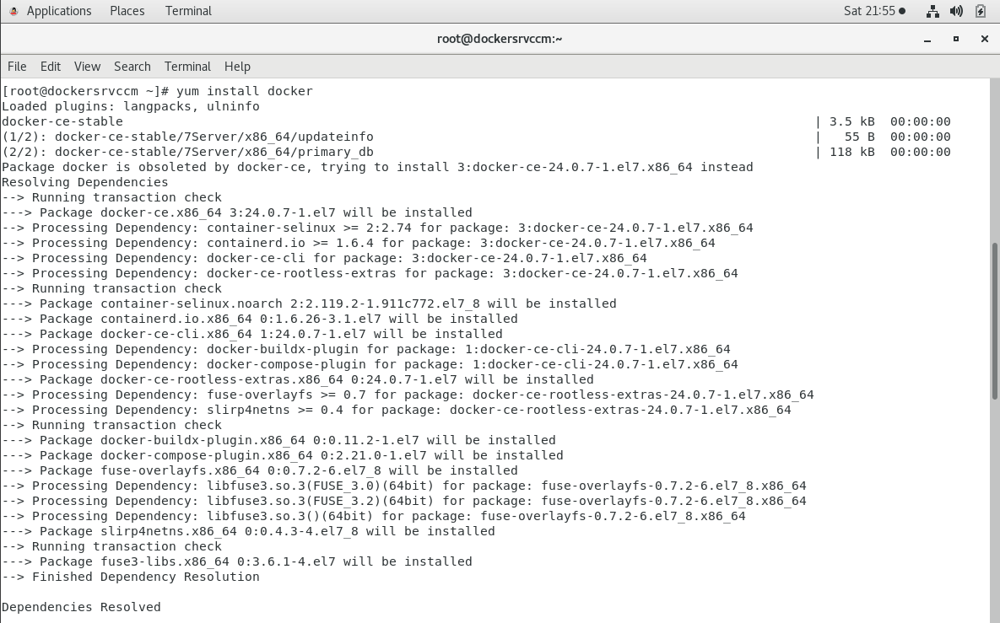 Applications Places Terminal Sat 21:55
root@dockersrvccm:~
File Edit View Search Terminal Help
[root@dockersrvccm ~]# yum install docker
Loaded plugins: langpacks, ulninfo
docker-ce-stable | 3.5 kB 00:00:00
(1/2): docker-ce-stable/7Server/x86_64/updateinfo | 55 B 00:00:00
(2/2): docker-ce-stable/7Server/x86_64/primary_db | 118 kB 00:00:00
Package docker is obsoleted by docker-ce, trying to install 3:docker-ce-24.0.7-1.el7.x86_64 instead
Resolving Dependencies
--> Running transaction check
---> Package docker-ce.x86_64 3:24.0.7-1.el7 will be installed
--> Processing Dependency: container-selinux >= 2:2.74 for package: 3:docker-ce-24.0.7-1.el7.x86_64
--> Processing Dependency: containerd.io >= 1.6.4 for package: 3:docker-ce-24.0.7-1.el7.x86_64
--> Processing Dependency: docker-ce-cli for package: 3:docker-ce-24.0.7-1.el7.x86_64
--> Processing Dependency: docker-ce-rootless-extras for package: 3:docker-ce-24.0.7-1.el7.x86_64
--> Running transaction check
---> Package container-selinux.noarch 2:2.119.2-1.911c772.el7_8 will be installed
---> Package containerd.io.x86_64 0:1.6.26-3.1.el7 will be installed
---> Package docker-ce-cli.x86_64 1:24.0.7-1.el7 will be installed
--> Processing Dependency: docker-buildx-plugin for package: 1:docker-ce-cli-24.0.7-1.el7.x86_64
--> Processing Dependency: docker-compose-plugin for package: 1:docker-ce-cli-24.0.7-1.el7.x86_64
---> Package docker-ce-rootless-extras.x86_64 0:24.0.7-1.el7 will be installed
--> Processing Dependency: fuse-overlayfs >= 0.7 for package: docker-ce-rootless-extras-24.0.7-1.el7.x86_64
--> Processing Dependency: slirp4netns >= 0.4 for package: docker-ce-rootless-extras-24.0.7-1.el7.x86_64
--> Running transaction check
---> Package docker-buildx-plugin.x86_64 0:0.11.2-1.el7 will be installed
---> Package docker-compose-plugin.x86_64 0:2.21.0-1.el7 will be installed
---> Package fuse-overlayfs.x86_64 0:0.7.2-6.el7_8 will be installed
--> Processing Dependency: libfuse3.so.3(FUSE_3.0)(64bit) for package: fuse-overlayfs-0.7.2-6.el7_8.x86_64
--> Processing Dependency: libfuse3.so.3(FUSE_3.2)(64bit) for package: fuse-overlayfs-0.7.2-6.el7_8.x86_64
--> Processing Dependency: libfuse3.so.3()(64bit) for package: fuse-overlayfs-0.7.2-6.el7_8.x86_64
---> Package slirp4netns.x86_64 0:0.4.3-4.el7_8 will be installed
--> Running transaction check
---> Package fuse3-libs.x86_64 0:3.6.1-4.el7 will be installed
--> Finished Dependency Resolution
Dependencies Resolved